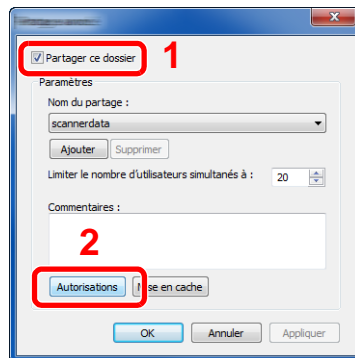 1
Partager ce dossier
Paramètres
Nom du partage :
scannerdata
Ajouter Supprimer
Limiter le nombre d'utilisateurs simultanés à : 20
Commentaires :
2
Autorisations Mise en cache
OK Annuler Appliquer